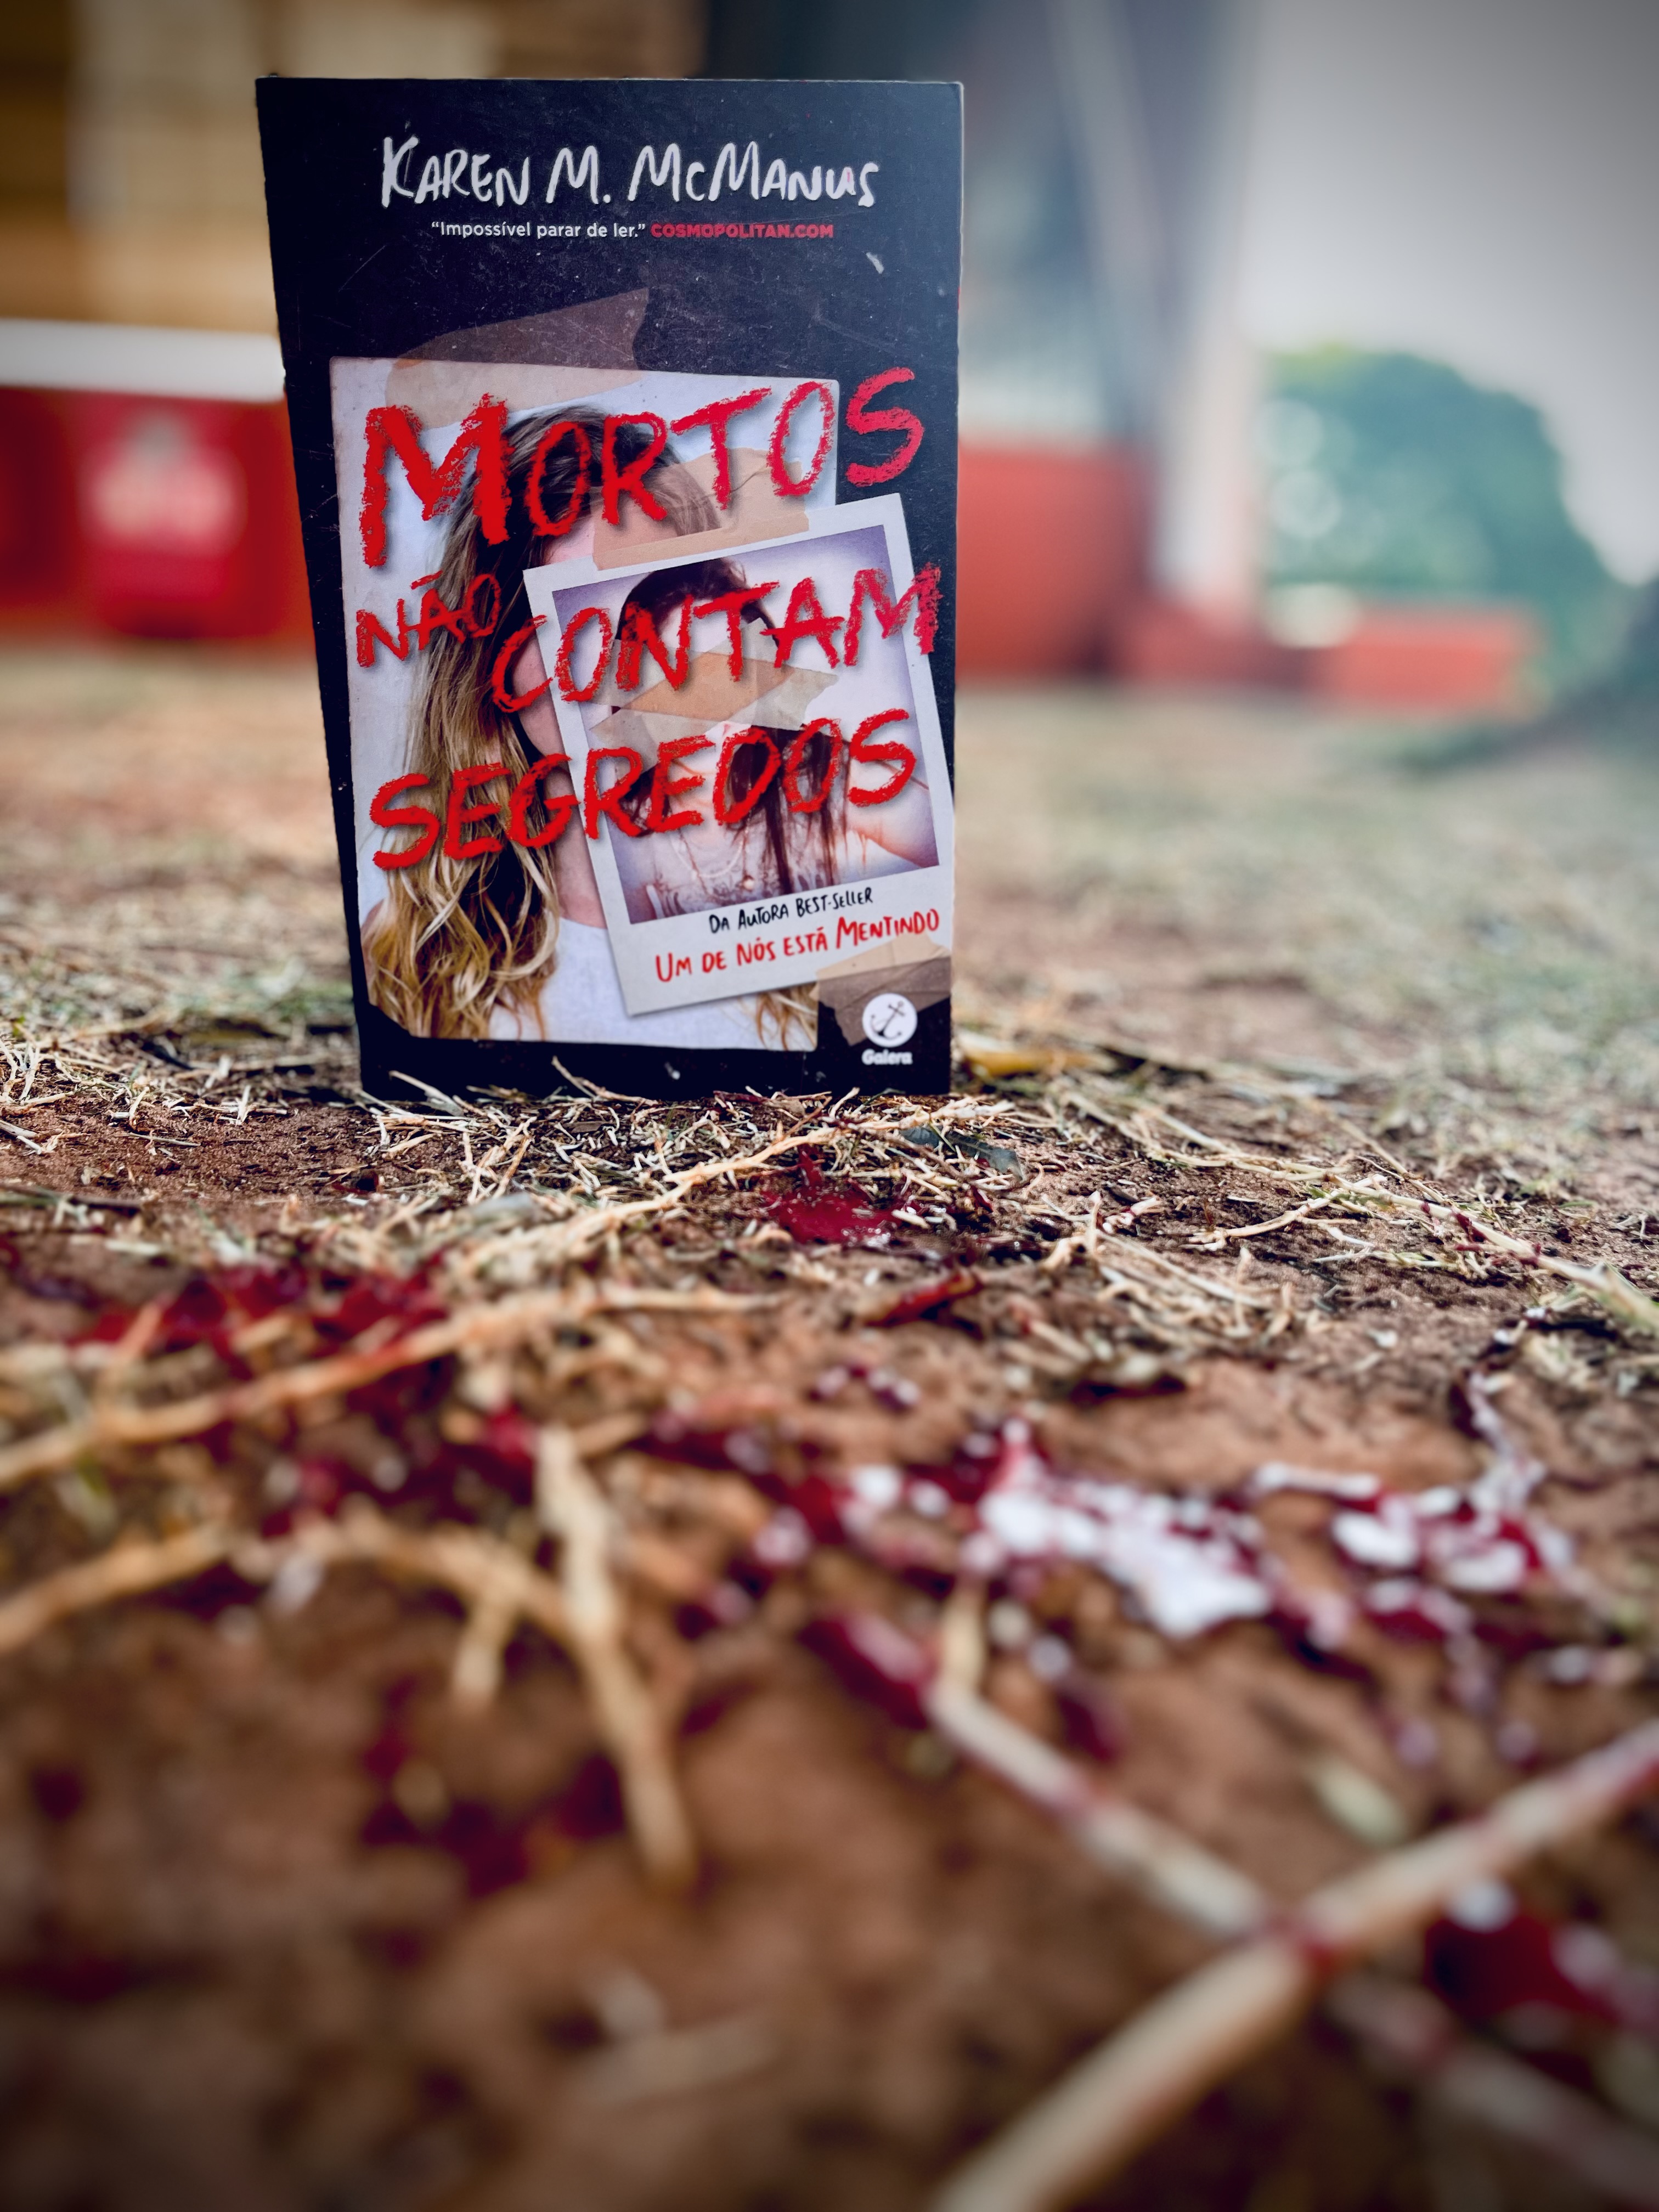 KAREN M. MCMANUS
“Impossível parar de ler.” COSMOPOLITAN.COM
MORTOS
NÃO CONTAM
SEGREDOS
DA AUTORA BEST-SELLER
UM DE NÓS ESTÁ MENTINDO
Galera